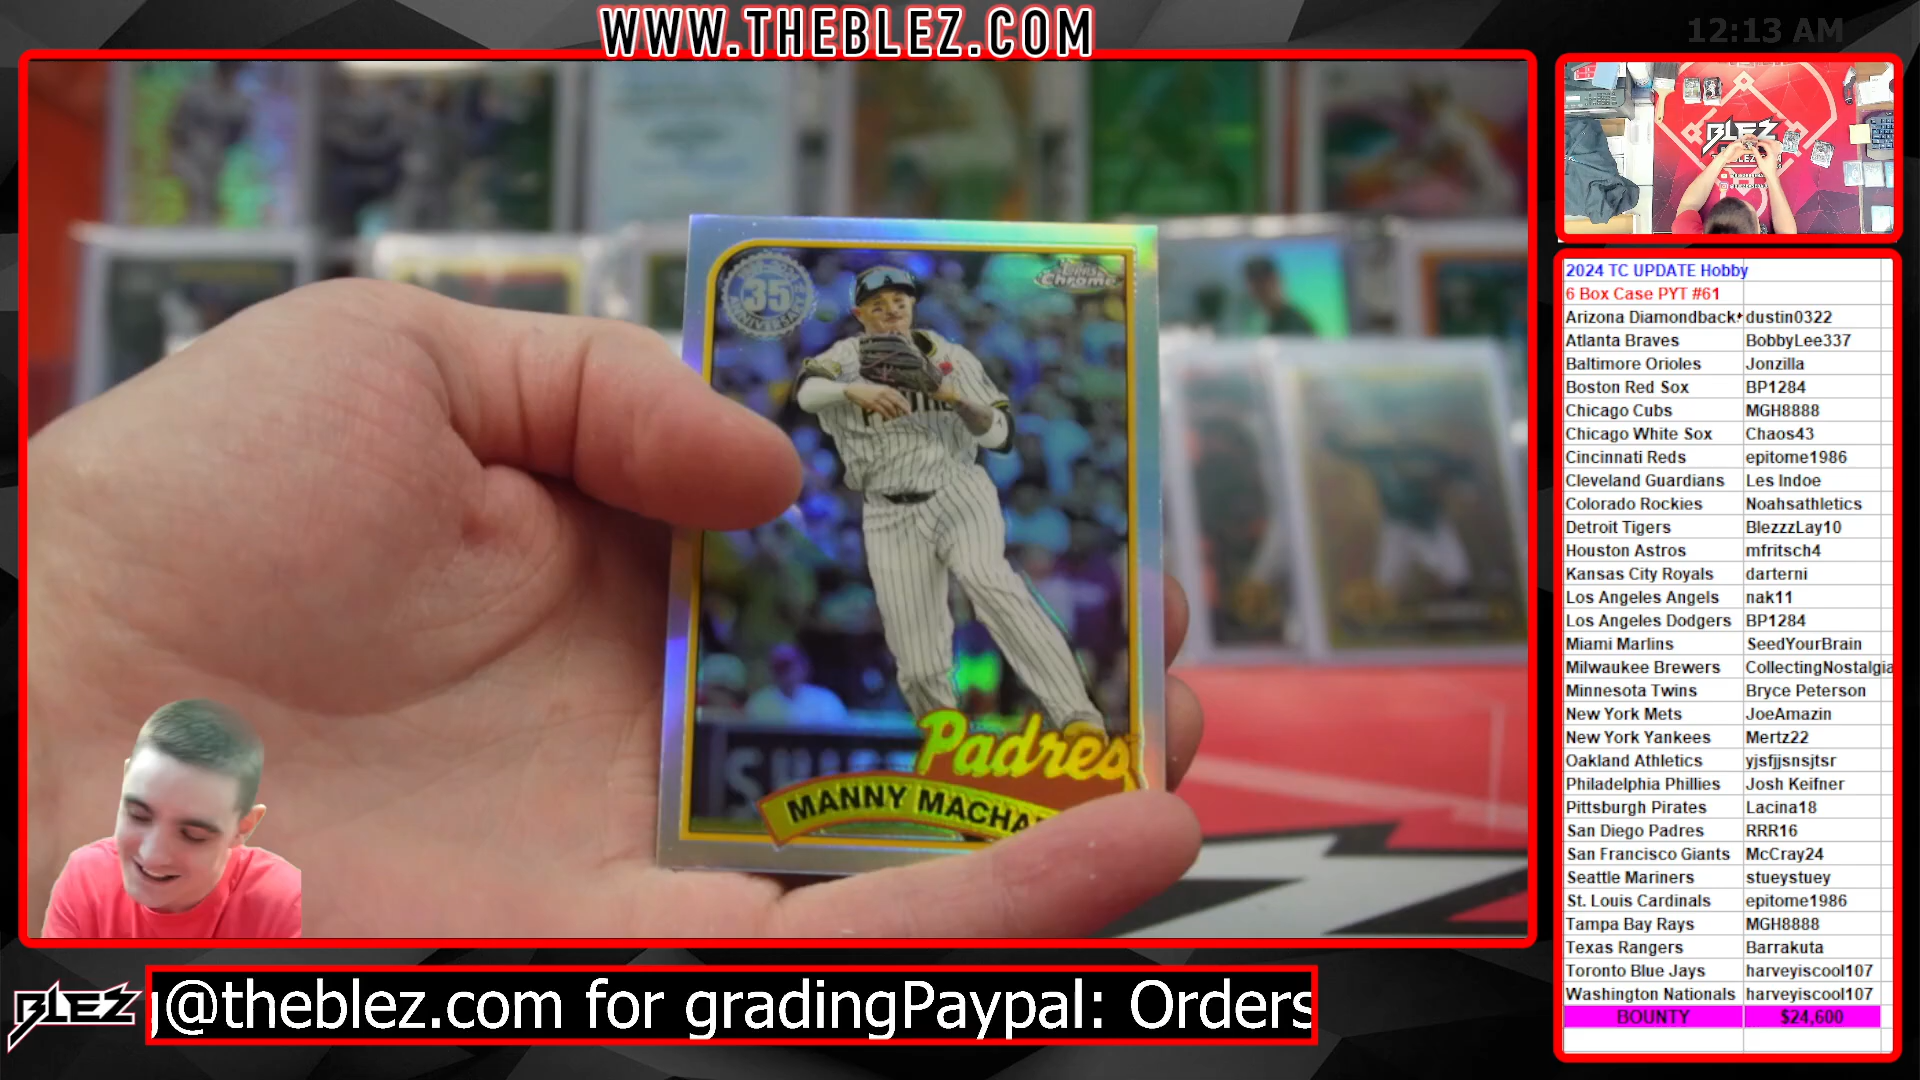 WWW.THEBLEZ.COM
12:13 AM
35
ANNIVERSARY
Topps
Chrome
Padres
MANNY MACHA
BLEZ
BLEZ
j@theblez.com for gradingPaypal: Orders
2024 TC UPDATE Hobby
6 Box Case PYT #61
Arizona Diamondback dustin0322
Atlanta Braves BobbyLee337
Baltimore Orioles Jonzilla
Boston Red Sox BP1284
Chicago Cubs MGH8888
Chicago White Sox Chaos43
Cincinnati Reds epitome1986
Cleveland Guardians Les Indoe
Colorado Rockies Noahsathletics
Detroit Tigers BlezzzLay10
Houston Astros mfritsch4
Kansas City Royals darterni
Los Angeles Angels nak11
Los Angeles Dodgers BP1284
Miami Marlins SeedYourBrain
Milwaukee Brewers CollectingNostalgia
Minnesota Twins Bryce Peterson
New York Mets JoeAmazin
New York Yankees Mertz22
Oakland Athletics yjsfjjsnsjtsr
Philadelphia Phillies Josh Keifner
Pittsburgh Pirates Lacina18
San Diego Padres RRR16
San Francisco Giants McCray24
Seattle Mariners stueystuey
St. Louis Cardinals epitome1986
Tampa Bay Rays MGH8888
Texas Rangers Barrakuta
Toronto Blue Jays harveyiscool107
Washington Nationals harveyiscool107
BOUNTY $24,600